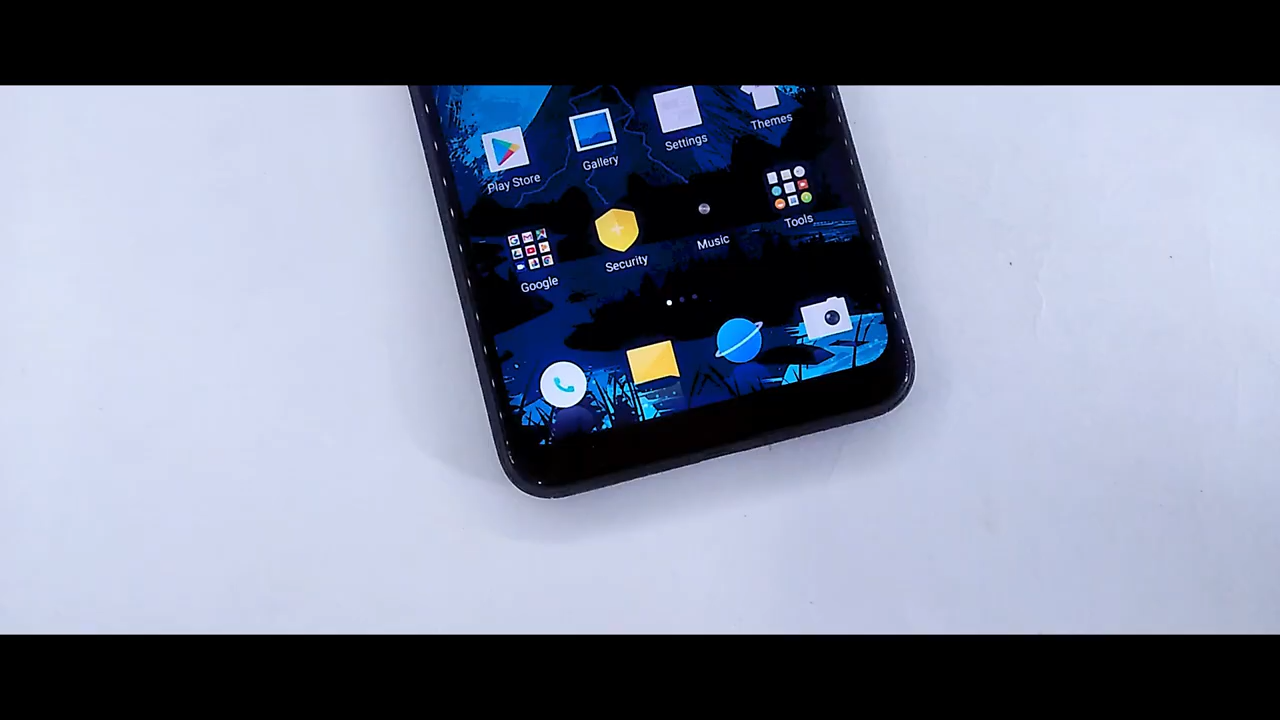 Play Store
Gallery
Settings
Themes
Google
Security
Music
Tools